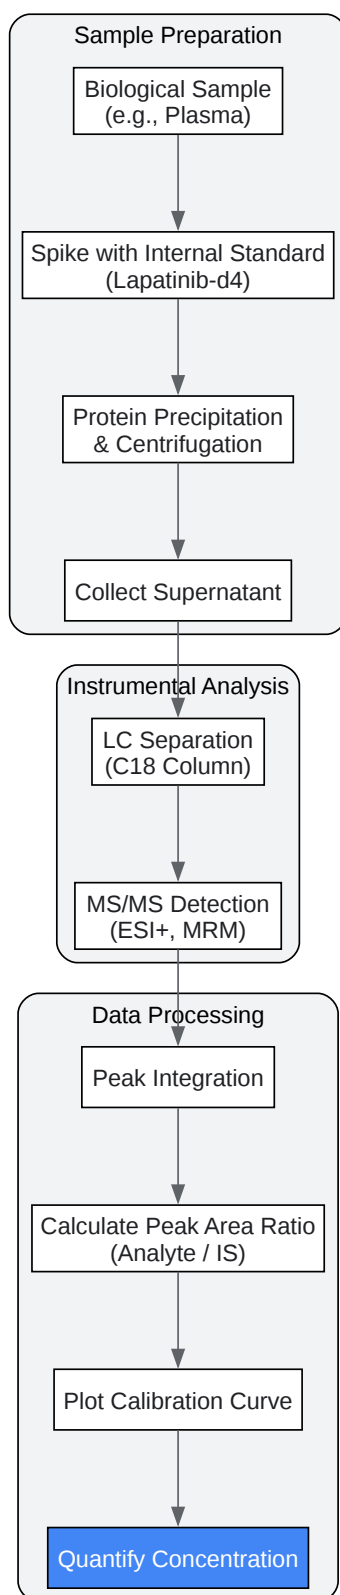 Sample Preparation
Biological Sample
(e.g., Plasma)
Spike with Internal Standard
(Lapatinib-d4)
Protein Precipitation
& Centrifugation
Collect Supernatant
Instrumental Analysis
LC Separation
(C18 Column)
MS/MS Detection
(ESI+, MRM)
Data Processing
Peak Integration
Calculate Peak Area Ratio
(Analyte / IS)
Plot Calibration Curve
Quantify Concentration